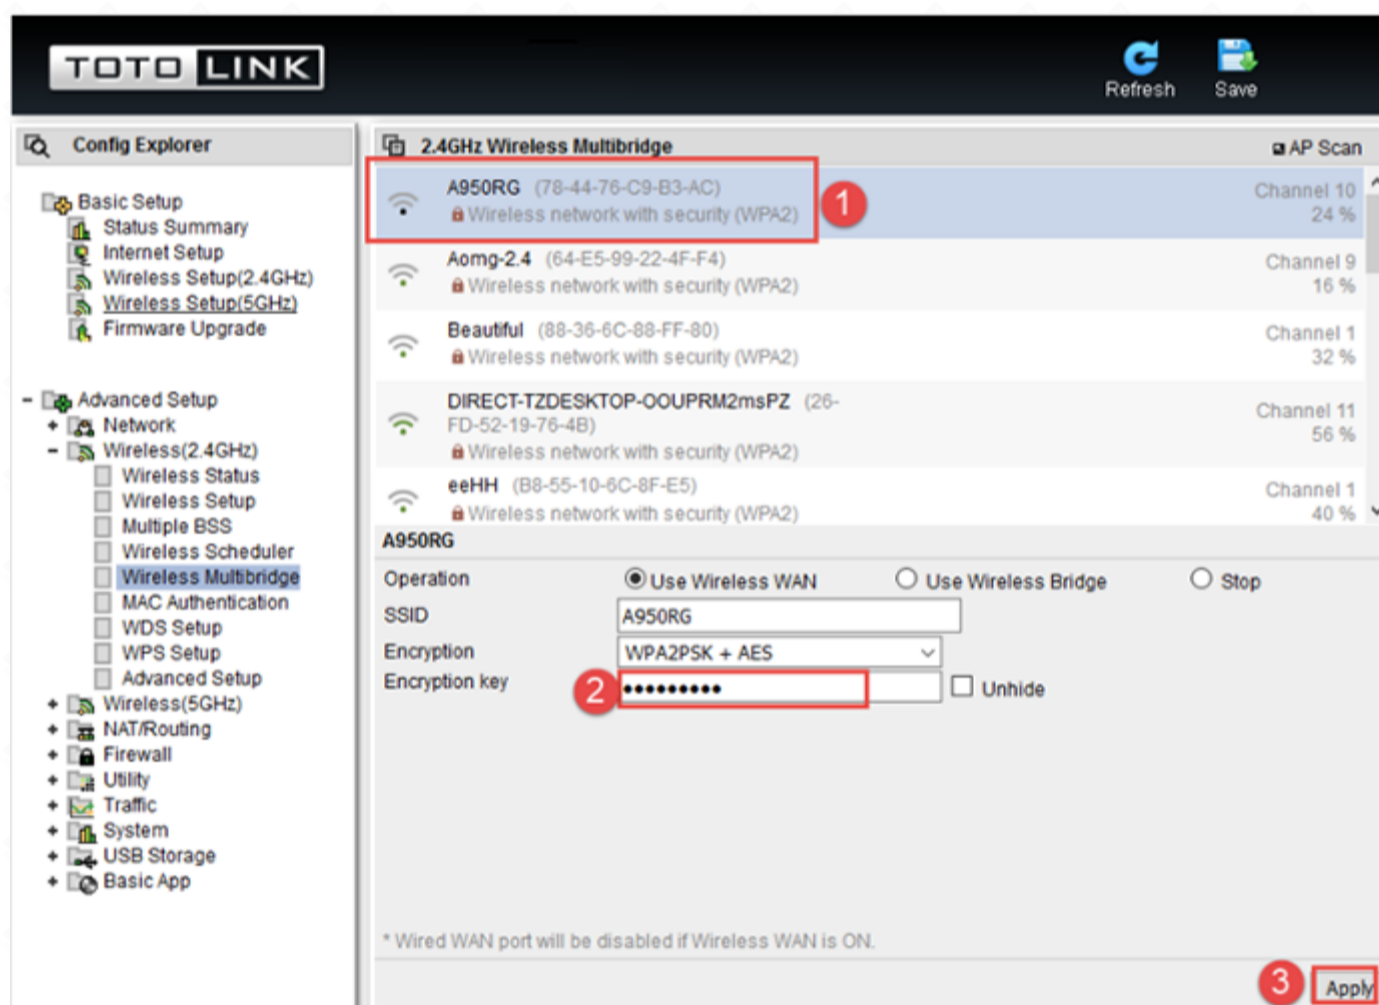 TOTO LINK
Refresh Save
Config Explorer
Basic Setup
Status Summary
Internet Setup
Wireless Setup(2.4GHz)
Wireless Setup(5GHz)
Firmware Upgrade
Advanced Setup
Network
Wireless(2.4GHz)
Wireless Status
Wireless Setup
Multiple BSS
Wireless Scheduler
Wireless Multibridge
MAC Authentication
WDS Setup
WPS Setup
Advanced Setup
Wireless(5GHz)
NAT/Routing
Firewall
Utility
Traffic
System
USB Storage
Basic App
2.4GHz Wireless Multibridge AP Scan
A950RG (78-44-76-C9-B3-AC) Channel 10
Wireless network with security (WPA2) 24 %
1
Aomg-2.4 (64-E5-99-22-4F-F4) Channel 9
Wireless network with security (WPA2) 16 %
Beautiful (88-36-6C-88-FF-80) Channel 1
Wireless network with security (WPA2) 32 %
DIRECT-TZDESKTOP-OOUPRM2msPZ (26-
FD-52-19-76-4B) Channel 11
Wireless network with security (WPA2) 56 %
eeHH (B8-55-10-6C-8F-E5) Channel 1
Wireless network with security (WPA2) 40 %
A950RG
Operation Use Wireless WAN Use Wireless Bridge Stop
SSID A950RG
Encryption WPA2PSK + AES
Encryption key 2 ••••••••• Unhide
* Wired WAN port will be disabled if Wireless WAN is ON.
3 Apply